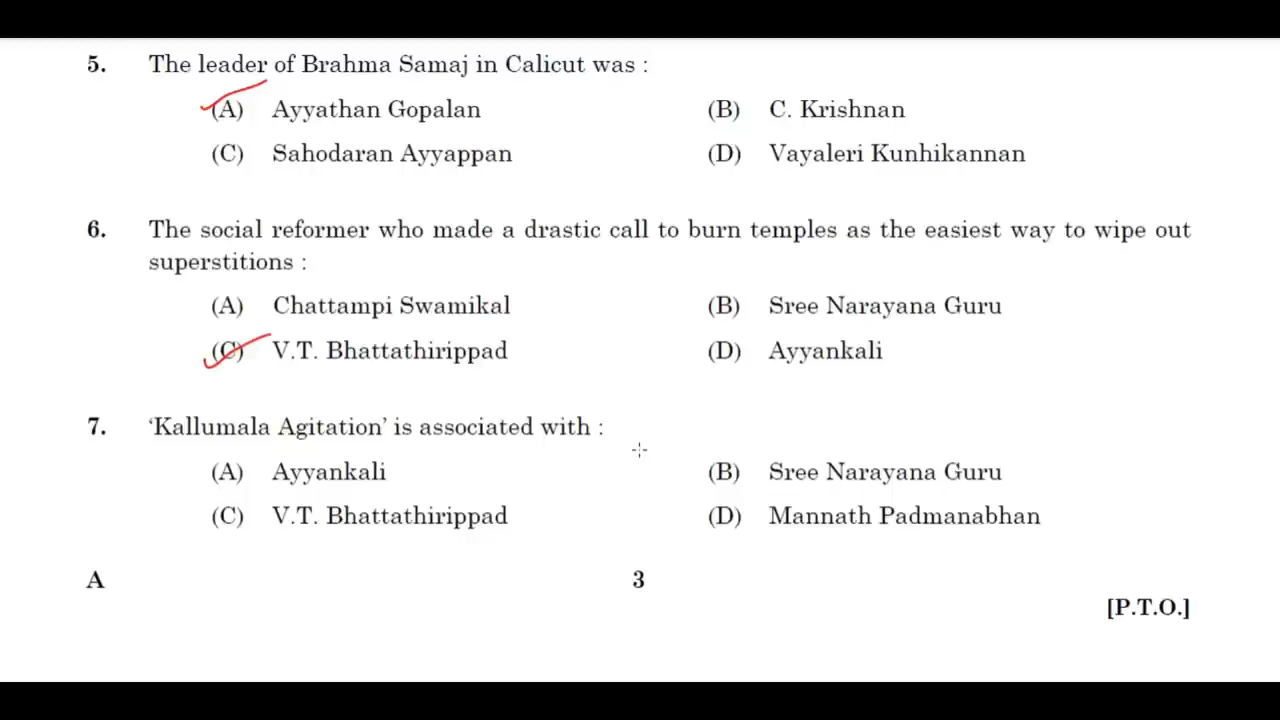 5. The leader of Brahma Samaj in Calicut was :
(A) Ayyathan Gopalan (B) C. Krishnan
(C) Sahodaran Ayyappan (D) Vayaleri Kunhikannan
6. The social reformer who made a drastic call to burn temples as the easiest way to wipe out
superstitions :
(A) Chattampi Swamikal (B) Sree Narayana Guru
(C) V.T. Bhattathirippad (D) Ayyankali
7. ‘Kallumala Agitation’ is associated with :
(A) Ayyankali (B) Sree Narayana Guru
(C) V.T. Bhattathirippad (D) Mannath Padmanabhan
A 3
[P.T.O.]